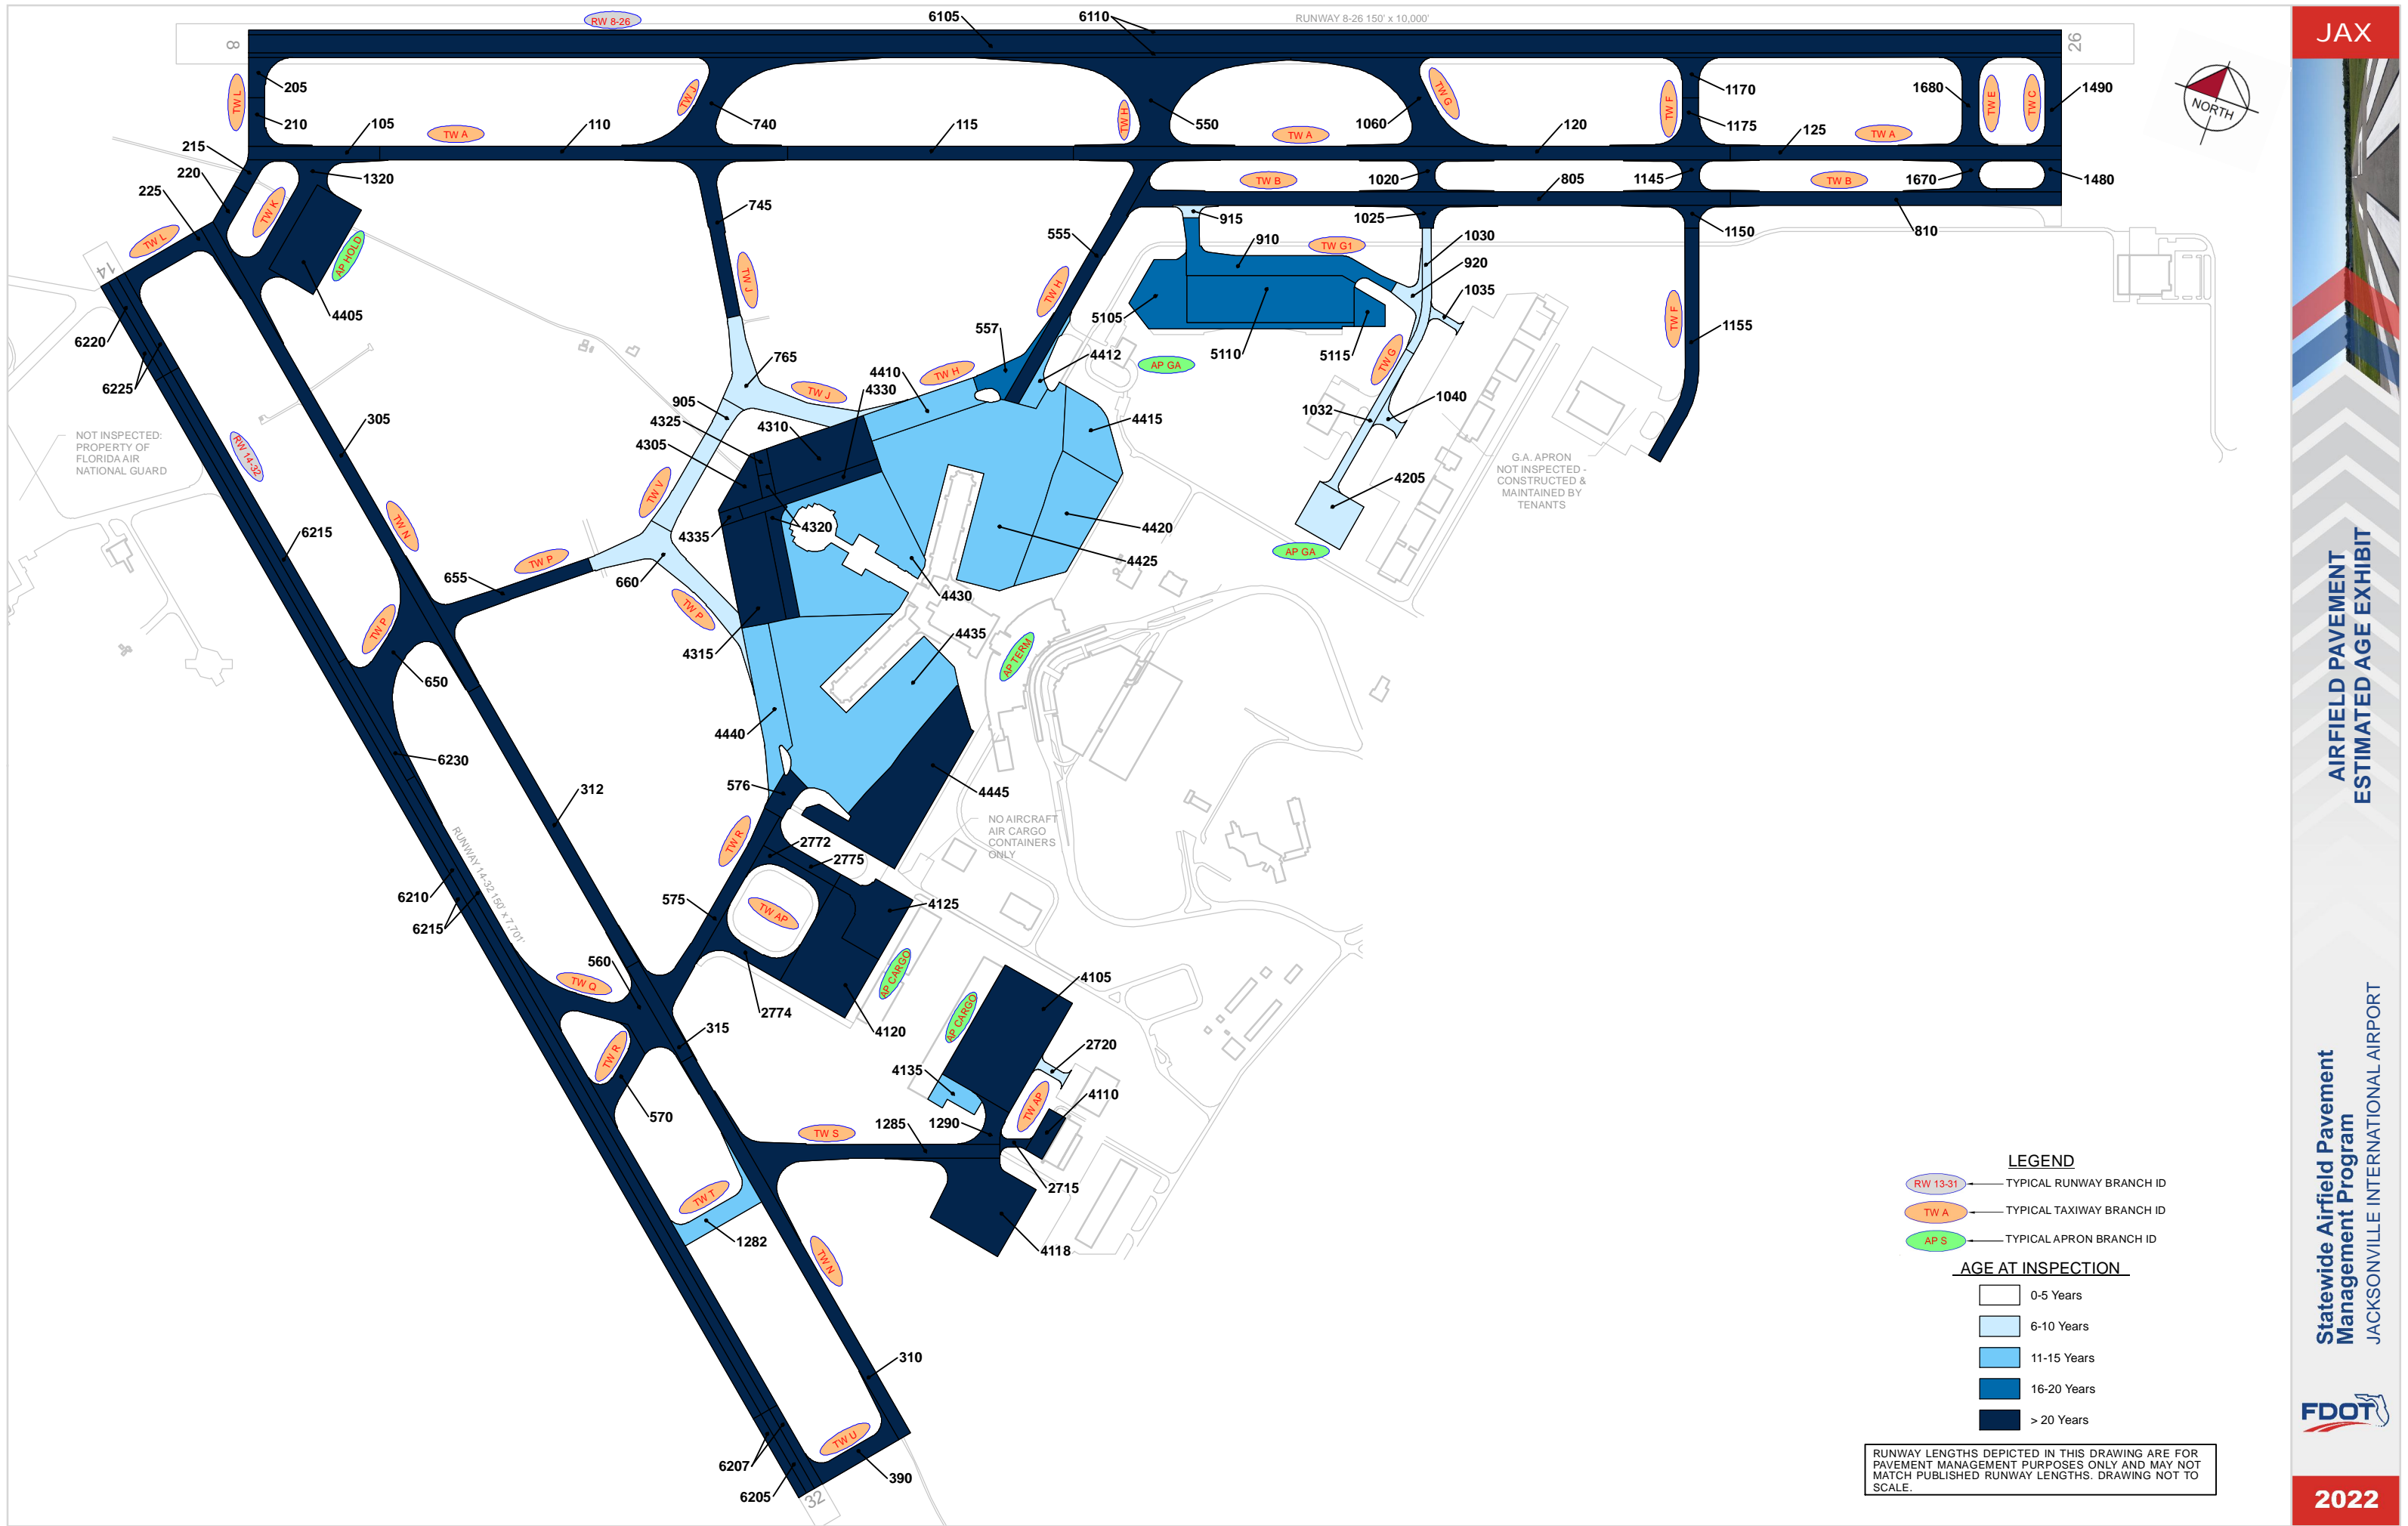 RW 8-26
6105
6110
RUNWAY 8-26 150' x 10,000'
JAX
8
26
205
TW L
210
TW J
740
TW H
550
TW G
1060
TW F
1170
1175
1680
TW E
TW C
1490
NORTH
215
105
TW A
110
115
TW A
120
125
TW A
220
225
1320
TW K
TW L
AP HOLD
745
TW B
1020
805
1145
TW B
1670
1480
915
1025
1150
810
555
910
TW G1
1030
920
1035
14
4405
TW J
TW H
5105
5110
5115
TW F
1155
6220
6225
557
4412
AP GA
TW G
765
4410
TW H
4330
TW J
905
4325
4310
4305
4415
1032
1040
305
NOT INSPECTED:
PROPERTY OF
FLORIDA AIR
NATIONAL GUARD
RW 14-32
G.A. APRON
NOT INSPECTED -
CONSTRUCTED &
MAINTAINED BY
TENANTS
4205
TW V
TW N
4320
4335
4420
4425
6215
TW P
AP GA
655
660
4430
TW P
TW P
4435
4315
AP TERM
650
4440
6230
312
576
4445
NO AIRCRAFT
AIR CARGO
CONTAINERS
ONLY
RUNWAY 14-32 150' x 7,701'
TW R
2772
2775
6210
6215
575
TW AP
4125
560
TW Q
AP CARGO
4105
2774
4120
AP CARGO
315
TW R
2720
4135
TW AP
4110
570
TW S
1285
1290
2715
TW T
1282
4118
TW N
310
TW U
6207
6205
390
32
LEGEND
RW 13-31 TYPICAL RUNWAY BRANCH ID
TW A TYPICAL TAXIWAY BRANCH ID
AP S TYPICAL APRON BRANCH ID
AGE AT INSPECTION
0-5 Years
6-10 Years
11-15 Years
16-20 Years
> 20 Years
RUNWAY LENGTHS DEPICTED IN THIS DRAWING ARE FOR
PAVEMENT MANAGEMENT PURPOSES ONLY AND MAY NOT
MATCH PUBLISHED RUNWAY LENGTHS. DRAWING NOT TO
SCALE.
AIRFIELD PAVEMENT
ESTIMATED AGE EXHIBIT
Statewide Airfield Pavement
Management Program
JACKSONVILLE INTERNATIONAL AIRPORT
FDOT
2022